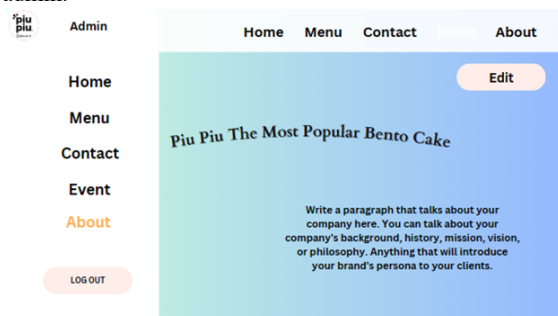 piu
piu
Admin
Home
Menu
Contact
Event
About
LOG OUT
Home Menu Contact Event About
Edit
Piu Piu The Most Popular Bento Cake
Write a paragraph that talks about your
company here. You can talk about your
company's background, history, mission, vision,
or philosophy. Anything that will introduce
your brand's persona to your clients.